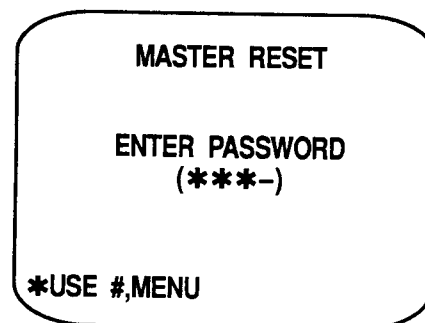 MASTER RESET
ENTER PASSWORD
(✱✱✱–)
✱USE #,MENU